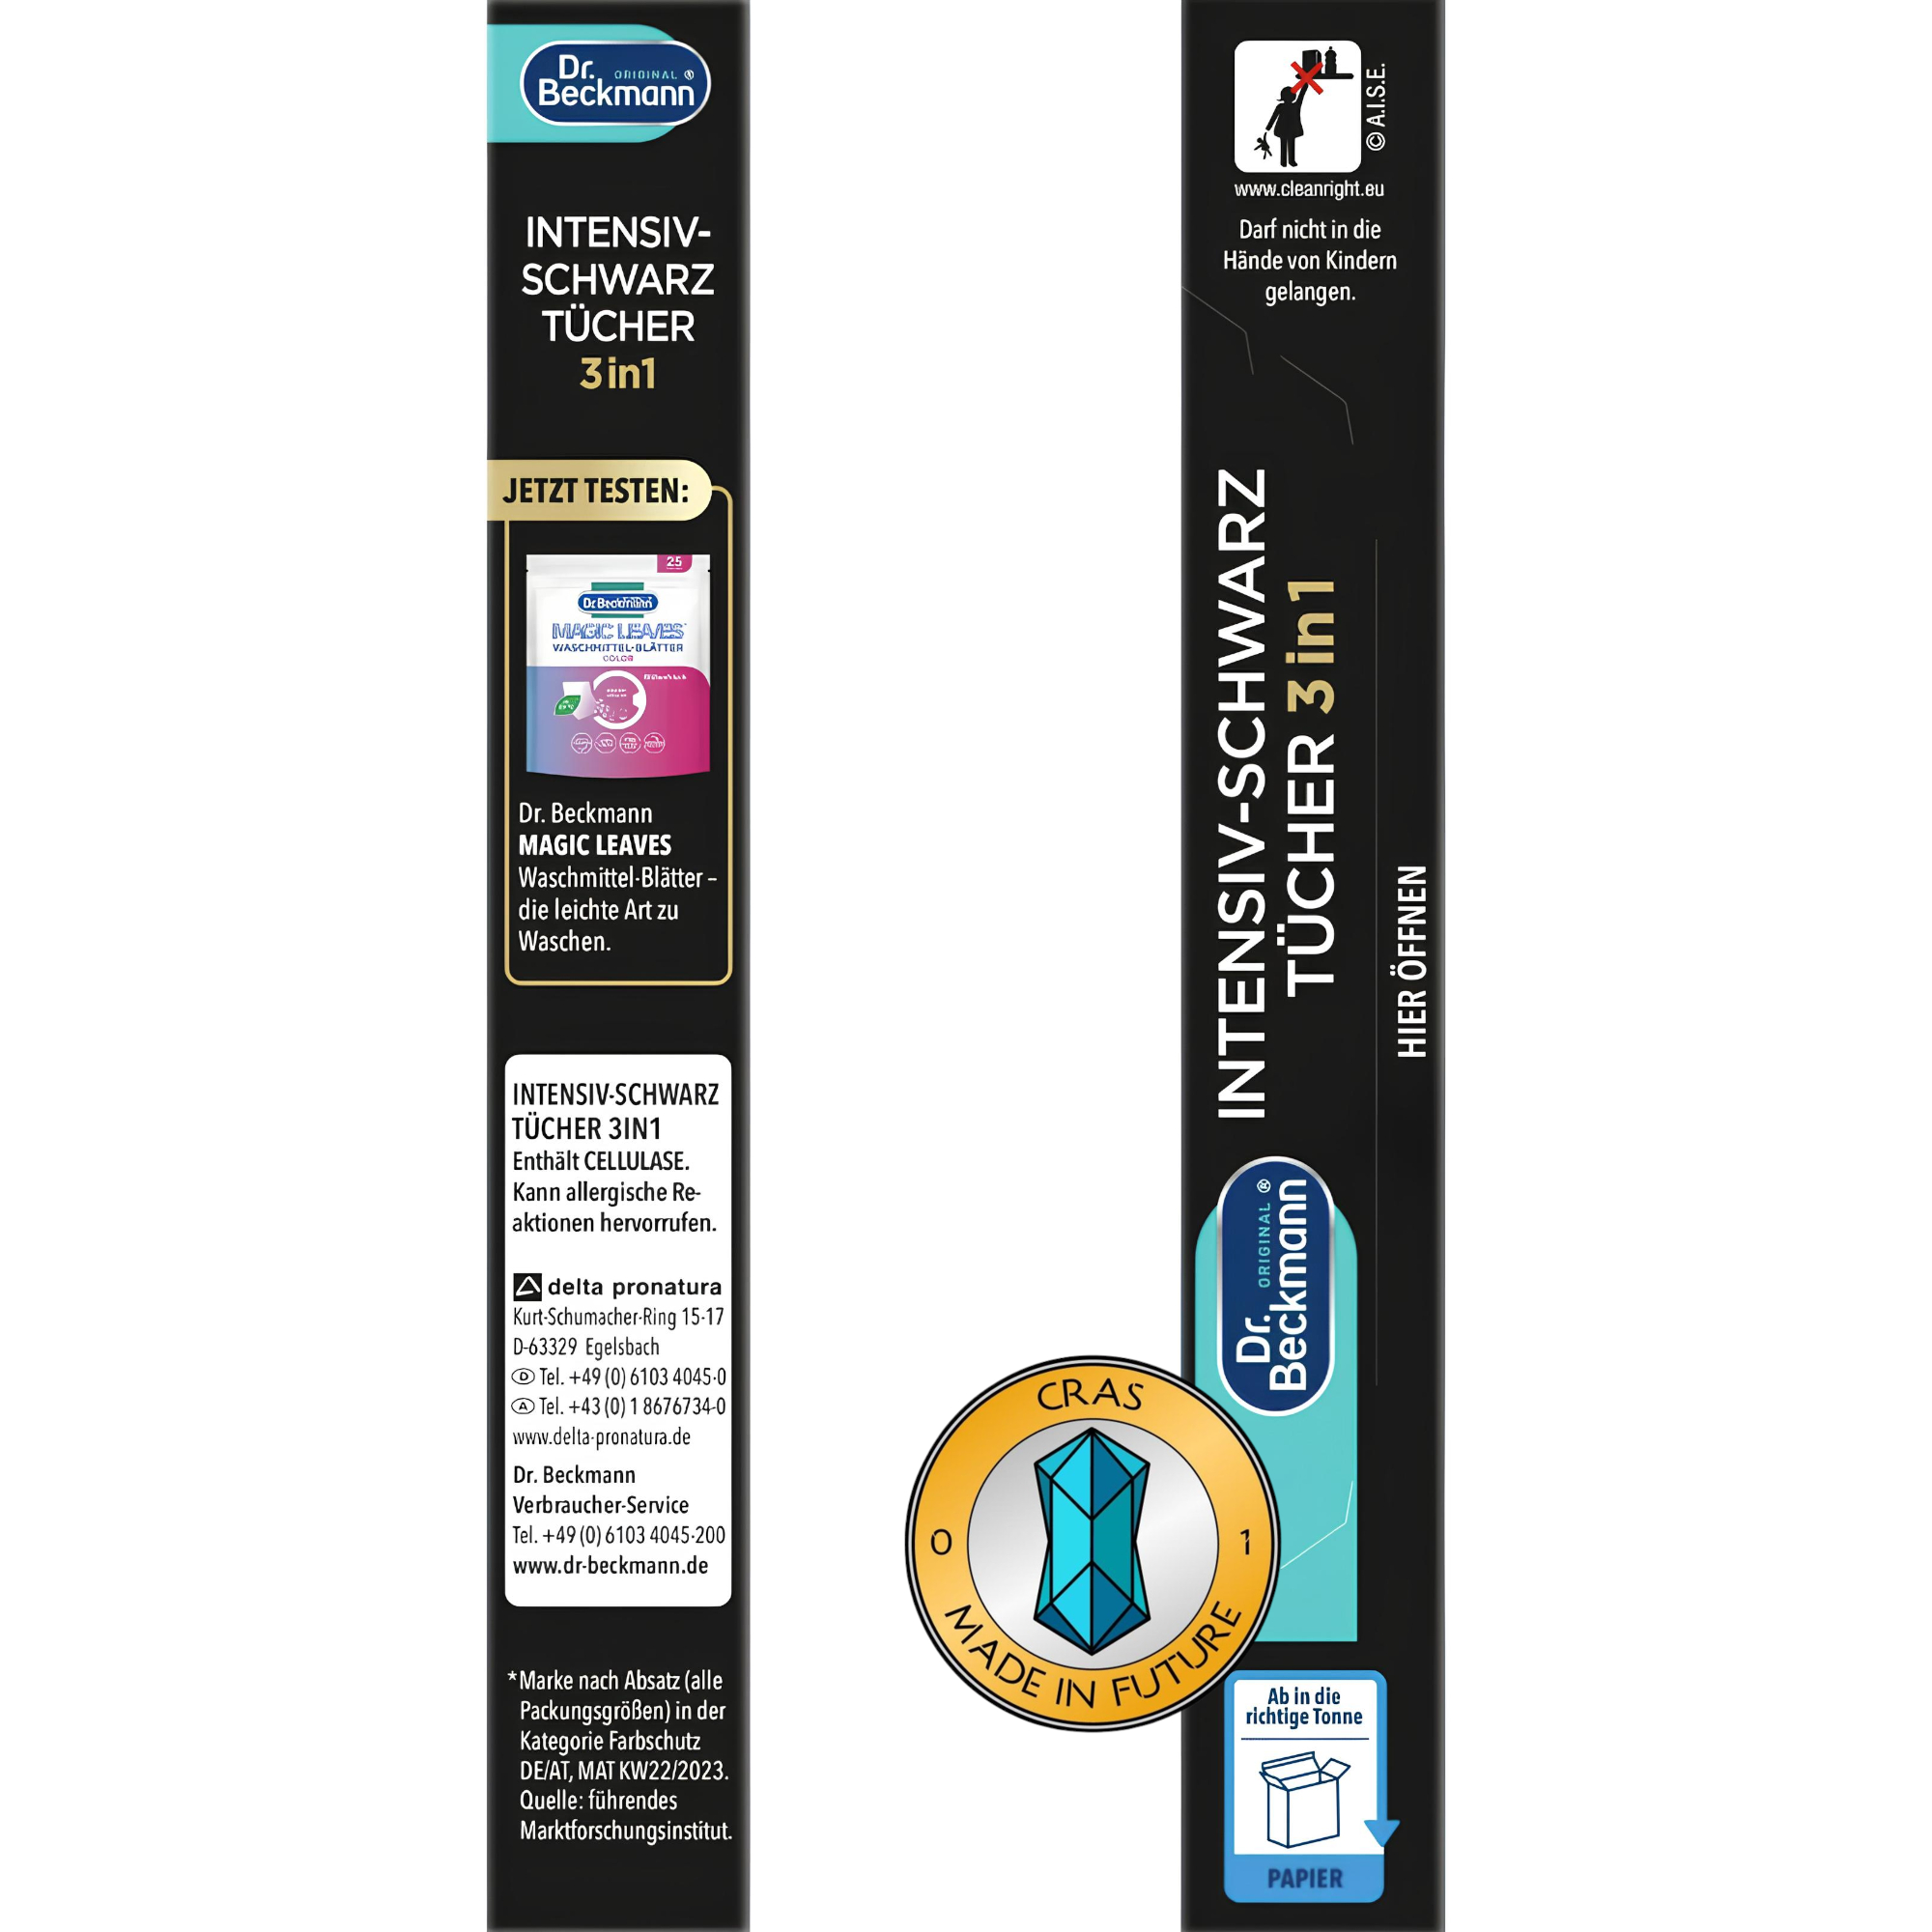 Dr.
ORIGINAL ®
Beckmann
INTENSIV-
SCHWARZ
TÜCHER
3in1
JETZT TESTEN:
25
Dr.Beckmann
MAGIC LEAVES
WASCHMITTEL-BLÄTTER
COLOR
Dr. Beckmann
MAGIC LEAVES
Waschmittel-Blätter –
die leichte Art zu
Waschen.
INTENSIV-SCHWARZ
TÜCHER 3IN1
Enthält CELLULASE.
Kann allergische Re-
aktionen hervorrufen.
delta pronatura
Kurt-Schumacher-Ring 15-17
D-63329 Egelsbach
D Tel. +49 (0) 6103 4045-0
A Tel. +43 (0) 1 8676734-0
www.delta-pronatura.de
Dr. Beckmann
Verbraucher-Service
Tel. +49 (0) 6103 4045-200
www.dr-beckmann.de
*Marke nach Absatz (alle
Packungsgrößen) in der
Kategorie Farbschutz
DE/AT, MAT KW22/2023.
Quelle: führendes
Marktforschungsinstitut.
© A.I.S.E.
www.cleanright.eu
Darf nicht in die
Hände von Kindern
gelangen.
INTENSIV-SCHWARZ
TÜCHER 3in1
HIER ÖFFNEN
Dr.
ORIGINAL ®
Beckmann
CRAS
0 1
MADE IN FUTURE
Ab in die
richtige Tonne
PAPIER